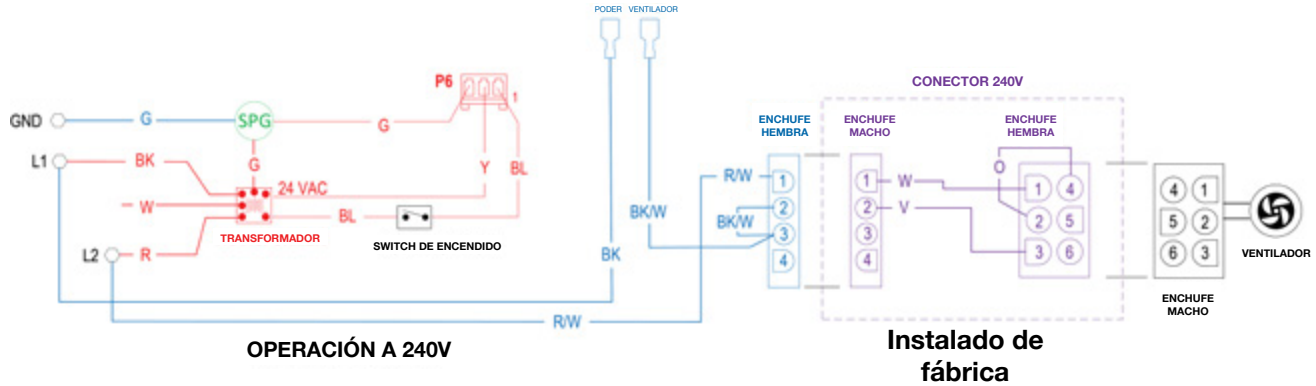 PODER VENTILADOR
P6
1
GND
G
SPG
G
L1
BK
G
24 VAC
Y
BL
W
BL
TRANSFORMADOR
SWITCH DE ENCENDIDO
L2
R
BK
BK/W
R/W
OPERACIÓN A 240V
CONECTOR 240V
ENCHUFE
HEMBRA
R/W
BK/W
1
2
3
4
ENCHUFE
MACHO
1
2
3
4
W
V
ENCHUFE
HEMBRA
O
1 4
2 5
3 6
4 1
5 2
6 3
ENCHUFE
MACHO
VENTILADOR
Instalado de
fábrica